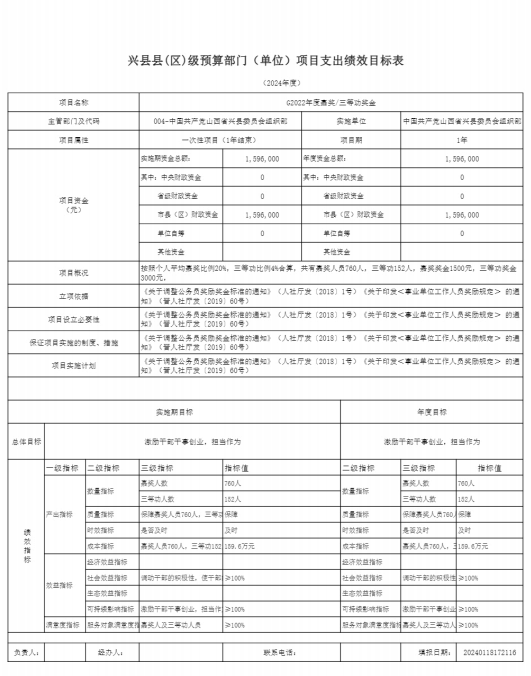 兴县县(区)级预算部门（单位）项目支出绩效目标表
（2024年度）
项目名称 G2022年度嘉奖/三等功奖金
主管部门及代码 004-中国共产党山西省兴县委员会组织部 实施单位 中国共产党山西省兴县委员会组织部
项目属性 一次性项目（1年结束） 项目期 1年
项目资金（元） 实施期资金总额： 1,596,000 年度资金总额： 1,596,000
其中：中央财政资金 0 其中：中央财政资金 0
省级财政资金 0 省级财政资金 0
市县（区）财政资金 1,596,000 市县（区）财政资金 1,596,000
单位自筹 0 单位自筹 0
其他资金 其他资金
项目概况 按照个人平均嘉奖比例20%，三等功比例4%合算，共有嘉奖人员760人，三等功152人，嘉奖奖金1500元，三等功奖金
3000元。
立项依据 《关于调整公务员奖励奖金标准的通知》（人社厅发〔2018〕1号）《关于印发<事业单位工作人员奖励规定> 的通
知》（晋人社厅发〔2019〕60号）
项目设立必要性 《关于调整公务员奖励奖金标准的通知》（人社厅发〔2018〕1号）《关于印发<事业单位工作人员奖励规定> 的通
知》（晋人社厅发〔2019〕60号）
保证项目实施的制度、措施 《关于调整公务员奖励奖金标准的通知》（人社厅发〔2018〕1号）《关于印发<事业单位工作人员奖励规定> 的通
知》（晋人社厅发〔2019〕60号）
项目实施计划 《关于调整公务员奖励奖金标准的通知》（人社厅发〔2018〕1号）《关于印发<事业单位工作人员奖励规定> 的通
知》（晋人社厅发〔2019〕60号）
实施期目标 年度目标
总体目标 激励干部干事创业，担当作为 激励干部干事创业，担当作为
绩效指标 一级指标 二级指标 三级指标 指标值 二级指标 三级指标 指标值
产出指标 数量指标 嘉奖人数 760人 数量指标 嘉奖人数 760人
三等功人数 152人 三等功人数 152人
质量指标 保障嘉奖人员760人，三等功 保障 质量指标 保障嘉奖人员760人 保障
时效指标 是否及时 及时 时效指标 是否及时 及时
成本指标 嘉奖人员760人，三等功152 159.6万元 成本指标 嘉奖人员760人，三 159.6万元
效益指标 经济效益指标 经济效益指标
社会效益指标 调动干部的积极性，使干部 ≥100% 社会效益指标 调动干部的积极性 ≥100%
生态效益指标 生态效益指标
可持续影响指标 激励干部干事创业，担当作 ≥100% 可持续影响指标 激励干部干事创业 ≥100%
满意度指标 服务对象满意度指 嘉奖人及三等功人员 ≥100% 服务对象满意度指 嘉奖人及三等功人 ≥100%
负责人： 经办人： 联系电话： 填报日期： 20240118172116